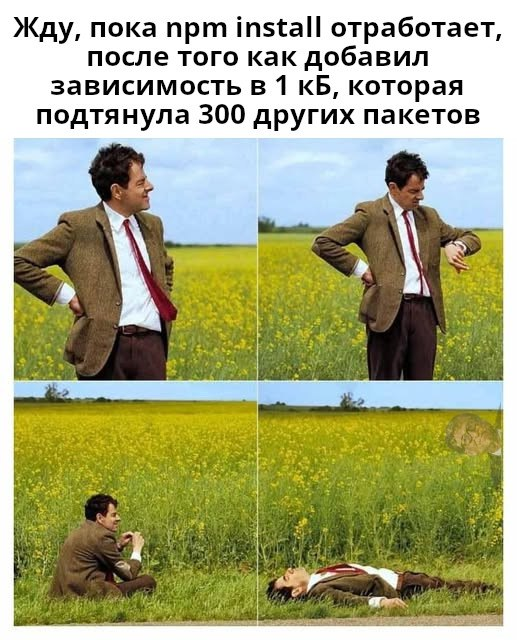 Жду, пока npm install отработает,
после того как добавил
зависимость в 1 кБ, которая
подтянула 300 других пакетов